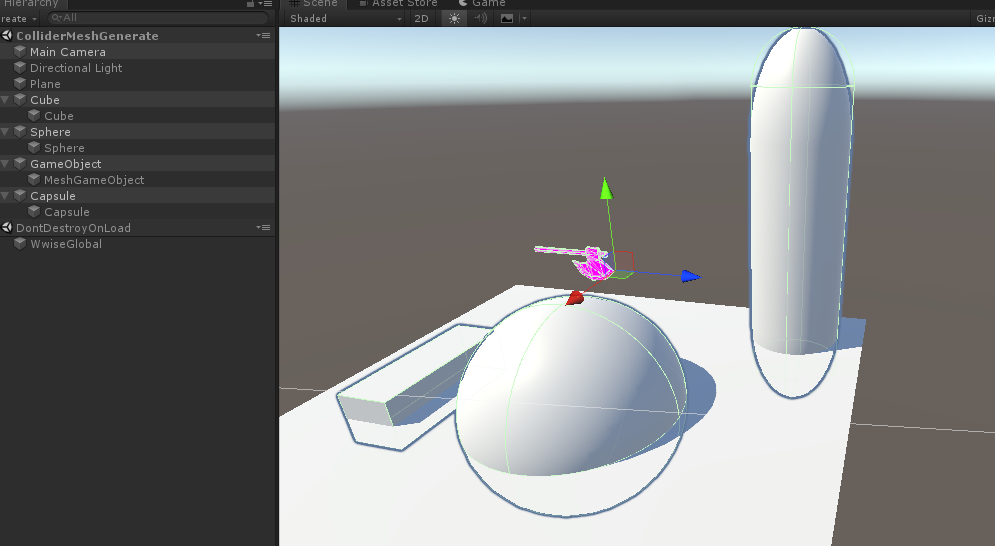 Hierarchy
reate
All
ColliderMeshGenerate
Main Camera
Directional Light
Plane
Cube
Cube
Sphere
Sphere
GameObject
MeshGameObject
Capsule
Capsule
DontDestroyOnLoad
WwiseGlobal
Scene
Asset Store
Game
Shaded
2D
Giz